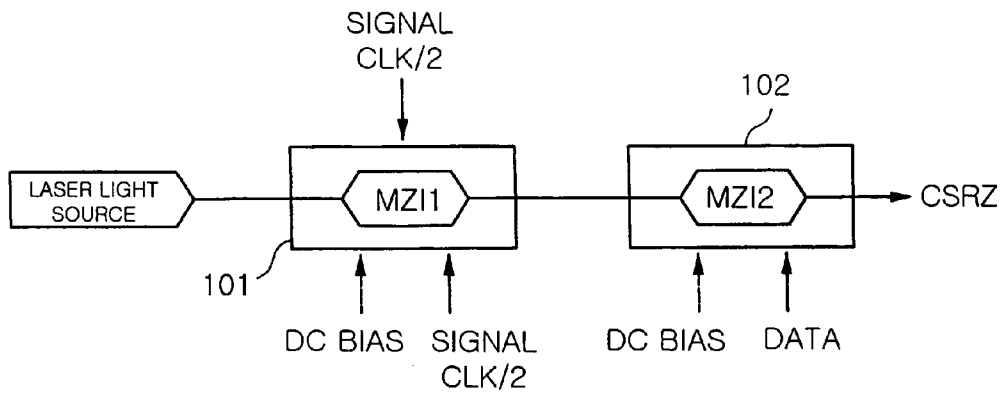 SIGNAL
CLK/2
102
LASER LIGHT
SOURCE
MZI1
MZI2
CSRZ
101
DC BIAS
SIGNAL
CLK/2
DC BIAS
DATA